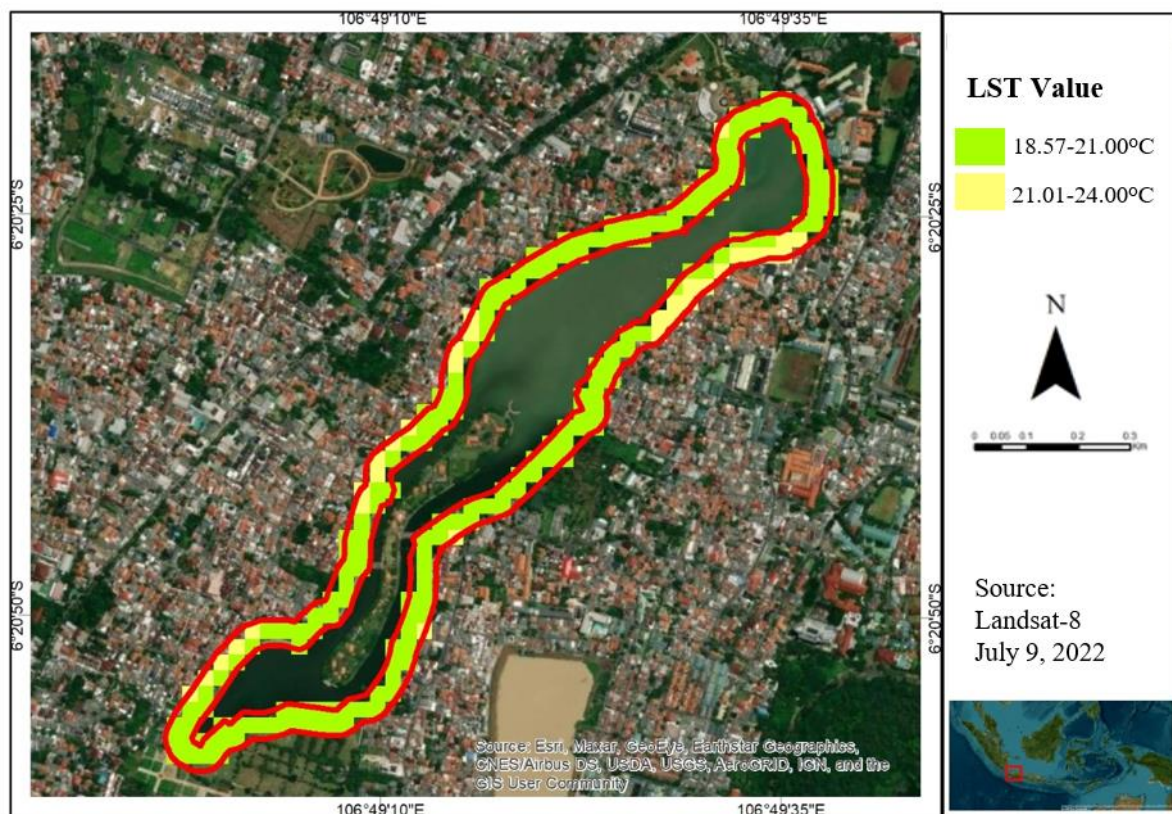 106°49'10"E
106°49'35"E
6°20'25"S
6°20'25"S
6°20'50"S
6°20'50"S
Source: Esri, Maxar, GeoEye, Earthstar Geographics,
CNES/Airbus DS, USDA, USGS, AeroGRID, IGN, and the
GIS User Community
106°49'10"E
106°49'35"E
LST Value
18.57-21.00°C
21.01-24.00°C
N
0 0.05 0.1 0.2 0.3
Km
Source:
Landsat-8
July 9, 2022